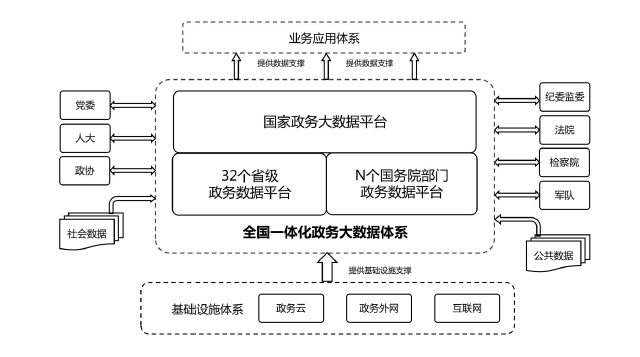 业务应用体系
提供数据支撑
提供数据支撑
党委
人大
政协
社会数据
国家政务大数据平台
32个省级
政务数据平台
N个国务院部门
政务数据平台
全国一体化政务大数据体系
纪委监委
法院
检察院
军队
公共数据
提供基础设施支撑
基础设施体系
政务云
政务外网
互联网